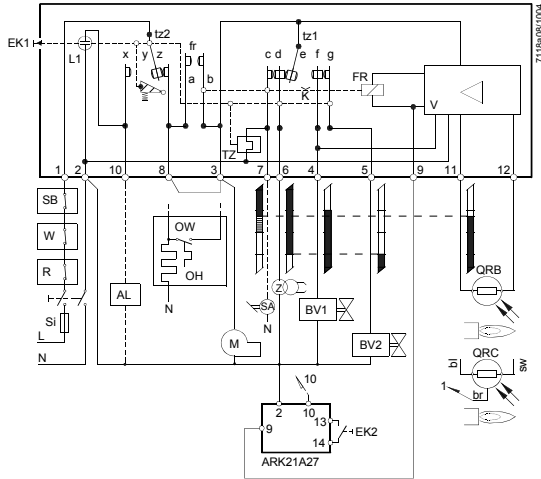 7118a08/1004
tz2
tz1
EK1
L1
fr
x y z
a b
c d e f g
K
FR
V
TZ
1 2 10 8 3 7 6 4 5 9 11 12
SB
W
R
Si
L
N
AL
OW
OH
N
M
SA
N
Z
BV1
BV2
QRB
QRC
bl
sw
br
1
10
2 10
9
13
14
EK2
ARK21A27